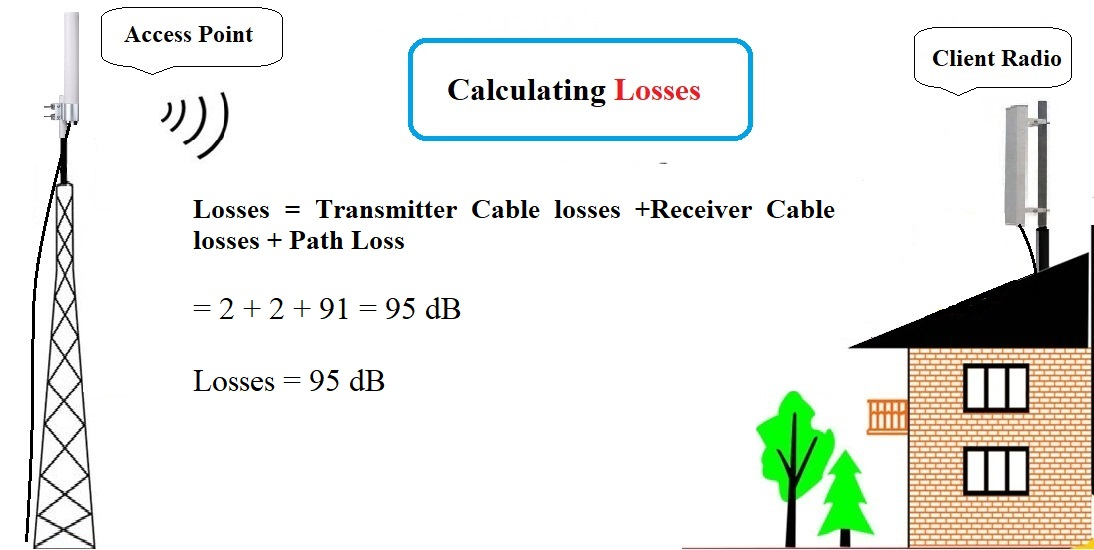 Access Point
Client Radio
Calculating Losses
Losses = Transmitter Cable losses +Receiver Cable
losses + Path Loss
= 2 + 2 + 91 = 95 dB
Losses = 95 dB